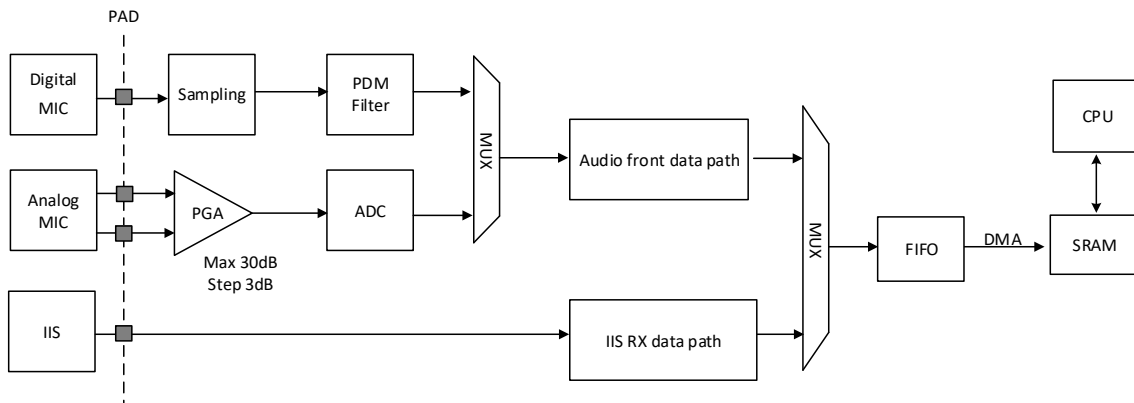 PAD
Digital
MIC
Sampling
PDM
Filter
MUX
Analog
MIC
PGA
ADC
Max 30dB
Step 3dB
Audio front data path
MUX
FIFO
DMA
SRAM
CPU
IIS
IIS RX data path